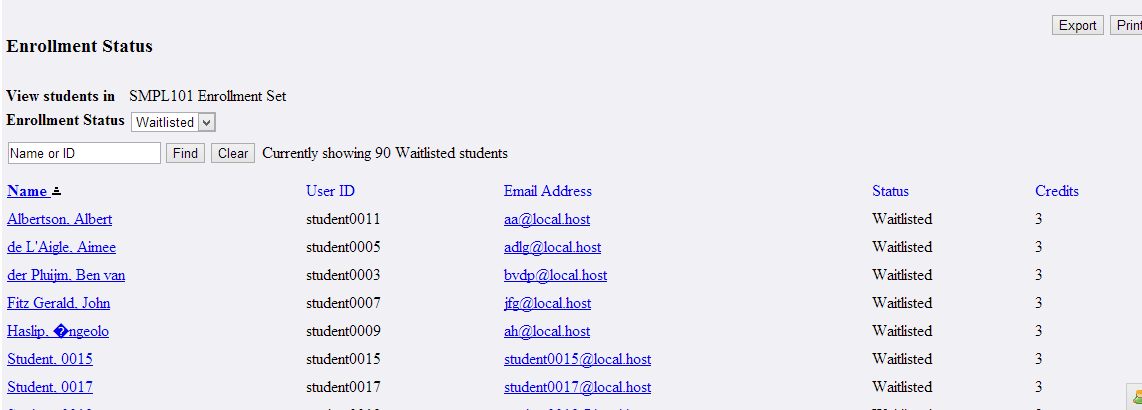 Export Print
Enrollment Status
View students in SMPL101 Enrollment Set
Enrollment Status Waitlisted
Name or ID Find Clear Currently showing 90 Waitlisted students
Name User ID Email Address Status Credits
Albertson, Albert student0011 aa@local.host Waitlisted 3
de L'Aigle, Aimee student0005 adlg@local.host Waitlisted 3
der Pluijm, Ben van student0003 bvdp@local.host Waitlisted 3
Fitz Gerald, John student0007 jfg@local.host Waitlisted 3
Haslip, �ngeolo student0009 ah@local.host Waitlisted 3
Student, 0015 student0015 student0015@local.host Waitlisted 3
Student, 0017 student0017 student0017@local.host Waitlisted 3